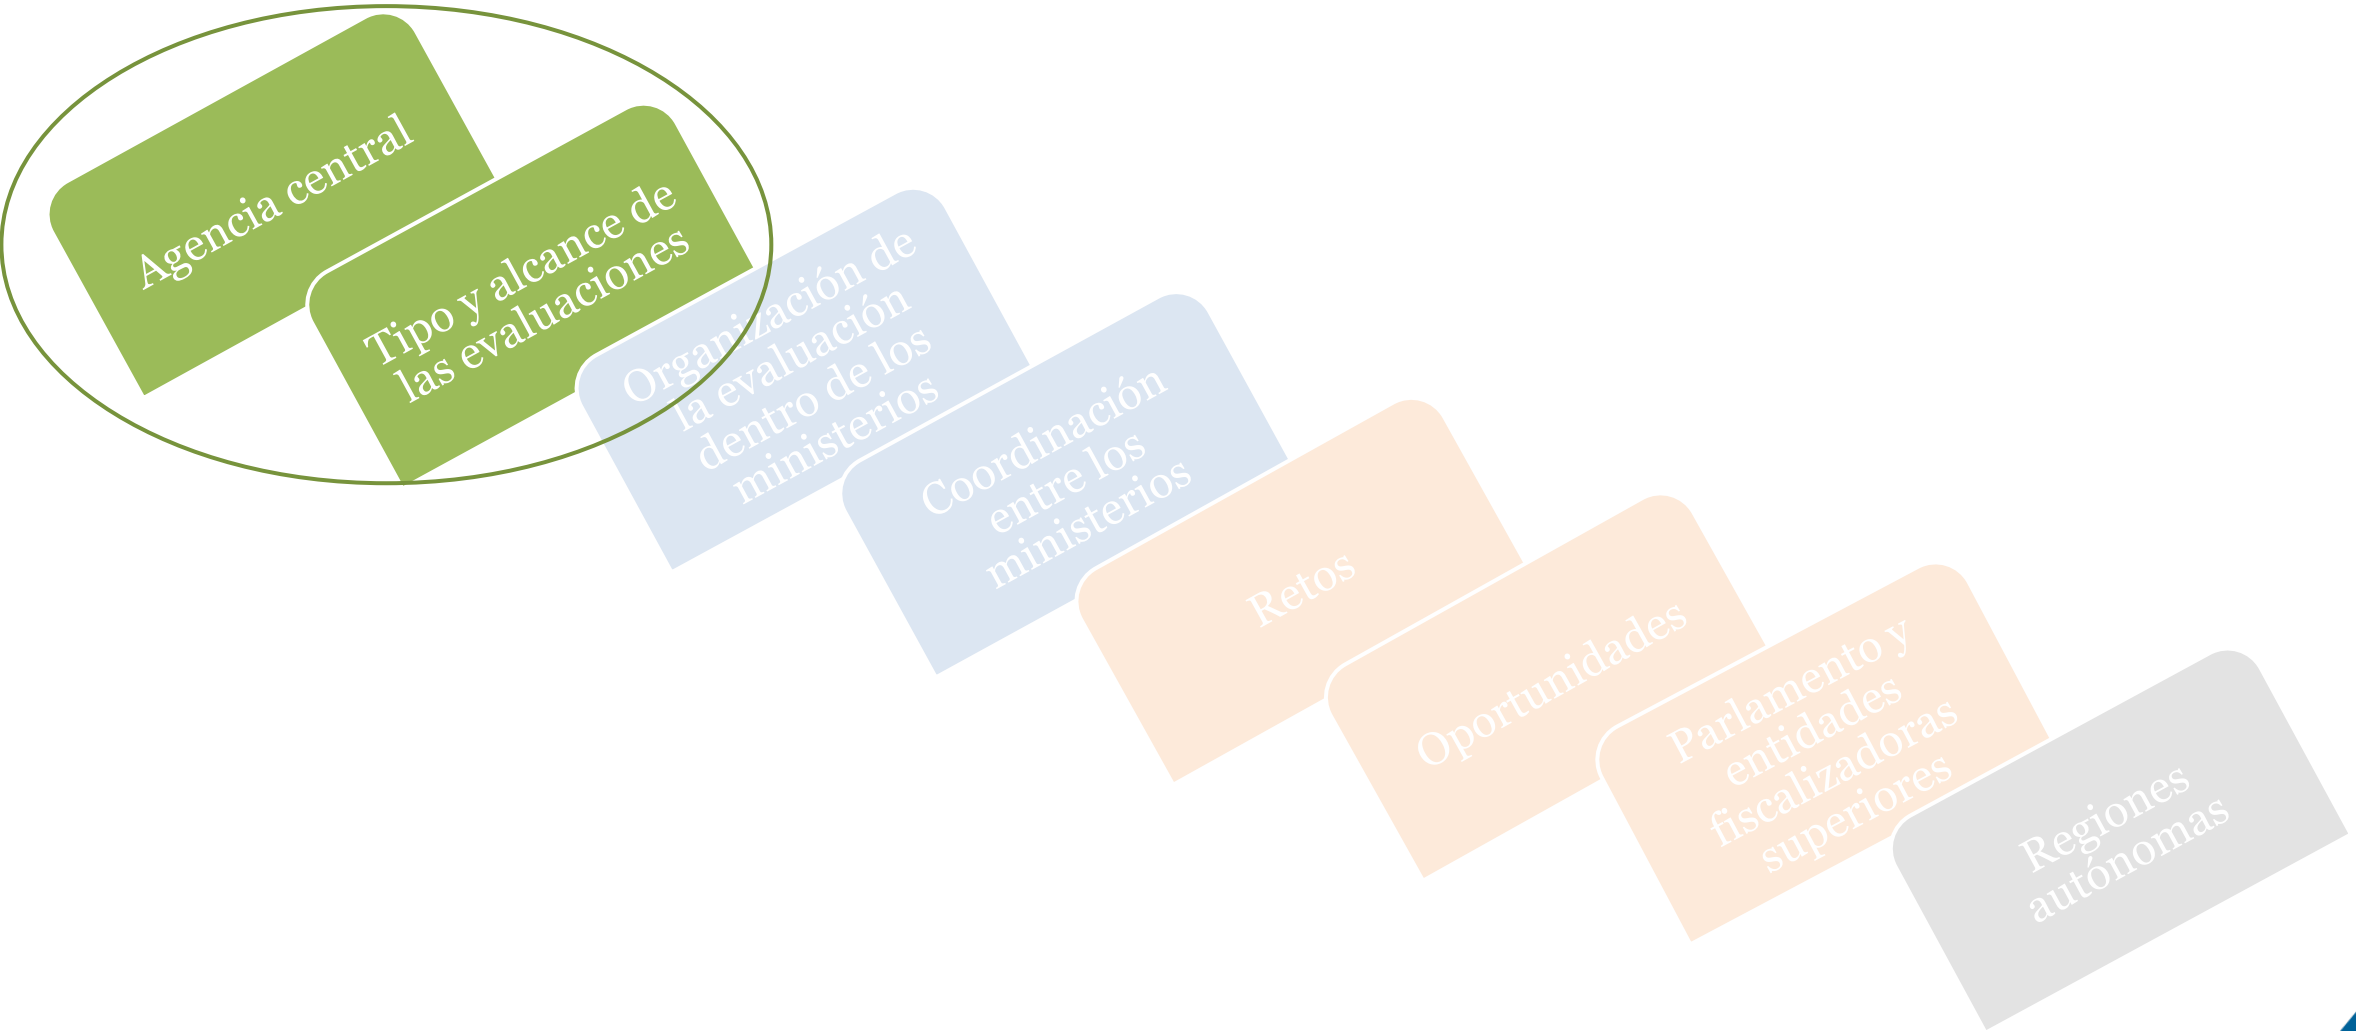 Agencia central
Tipo y alcance de
las evaluaciones
Organización de
la evaluación
dentro de los
ministerios
Coordinación
entre los
ministerios
Retos
Oportunidades
Parlamento y
entidades
fiscalizadoras
superiores
Regiones
autónomas